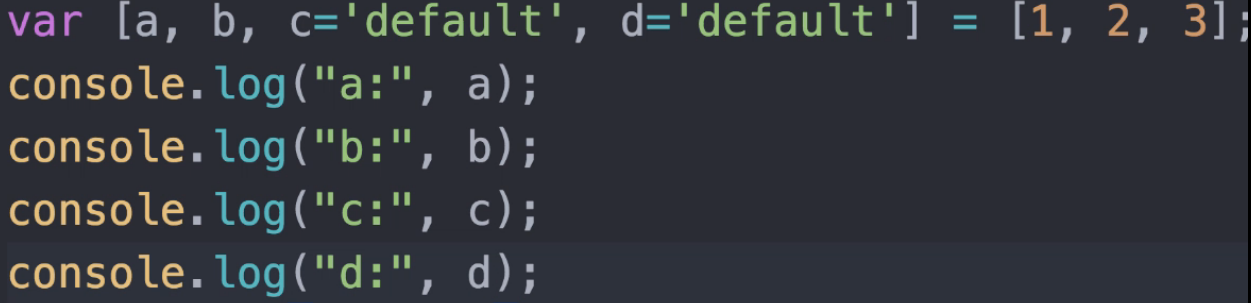 var [a, b, c='default', d='default'] = [1, 2, 3];
console.log("a:", a);
console.log("b:", b);
console.log("c:", c);
console.log("d:", d);